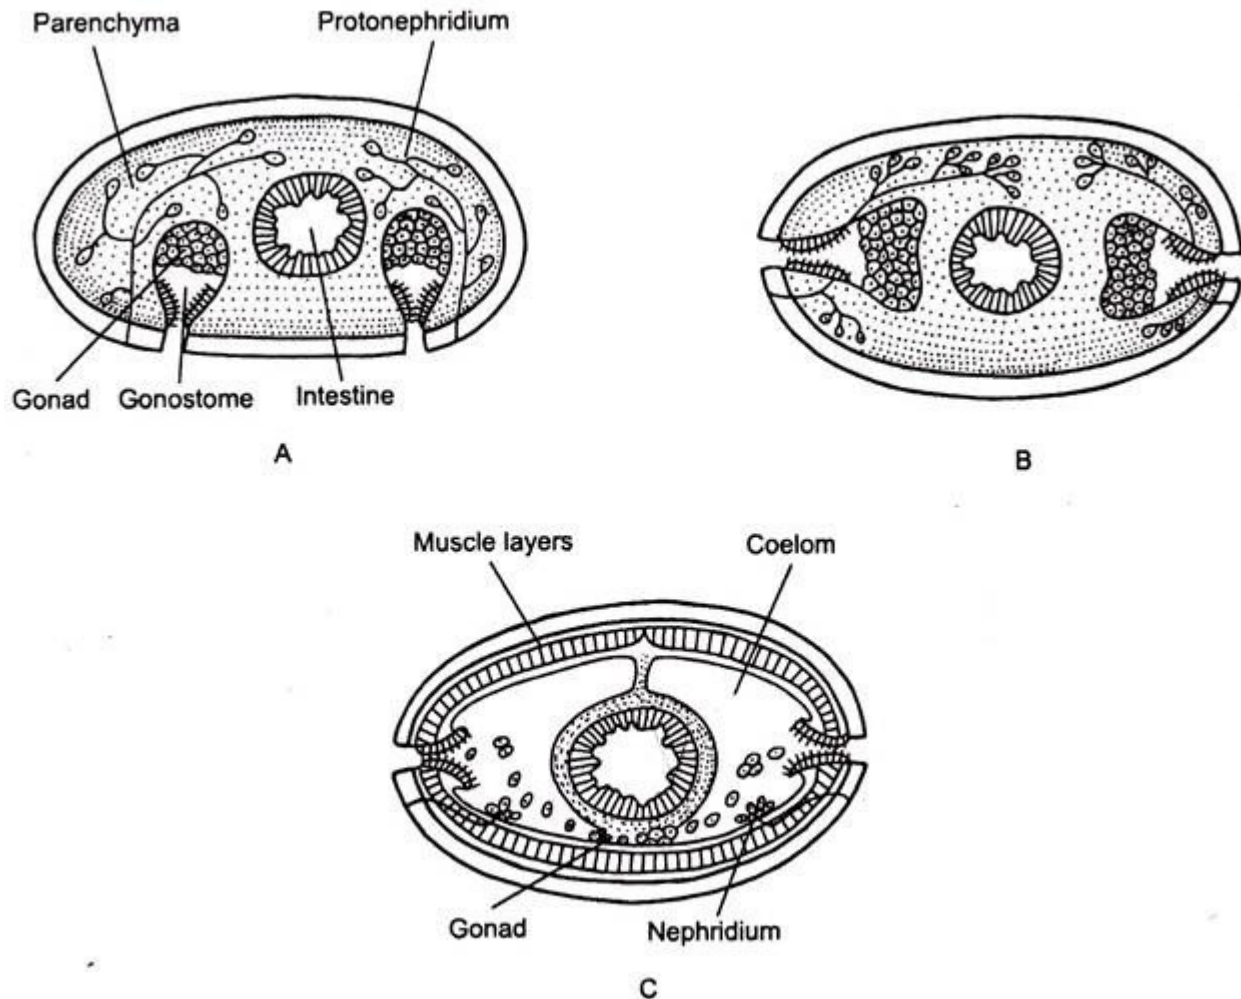 Parenchyma
Protonephridium
Gonad
Gonostome
Intestine
A
B
Muscle layers
Coelom
Gonad
Nephridium
C